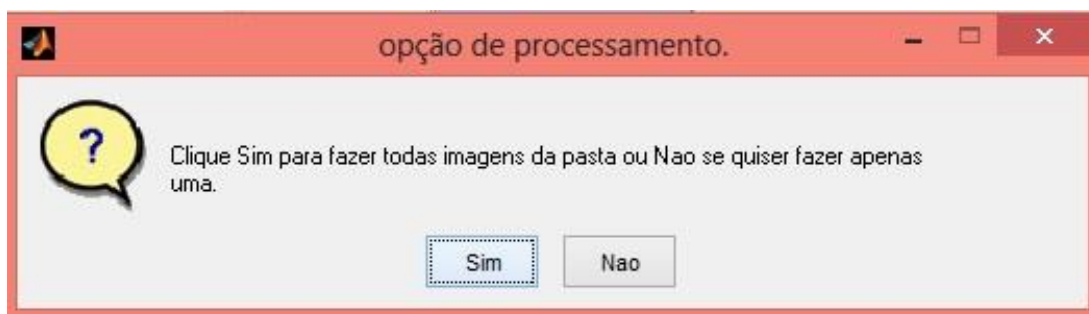 opção de processamento.
?
Clique Sim para fazer todas imagens da pasta ou Nao se quiser fazer apenas
uma.
Sim Nao